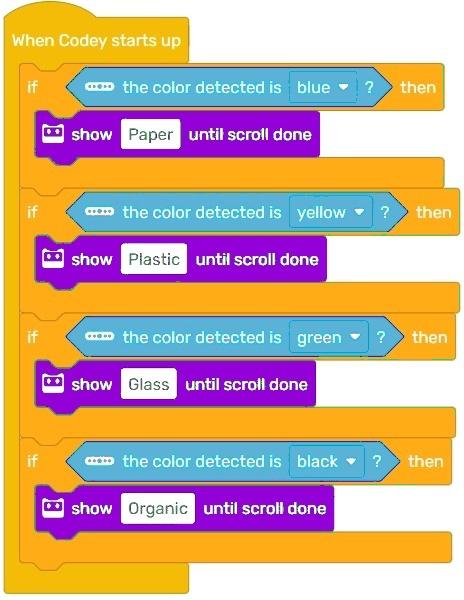 When Codey starts up
if the color detected is blue ? then
show Paper until scroll done
if the color detected is yellow ? then
show Plastic until scroll done
if the color detected is green ? then
show Glass until scroll done
if the color detected is black ? then
show Organic until scroll done